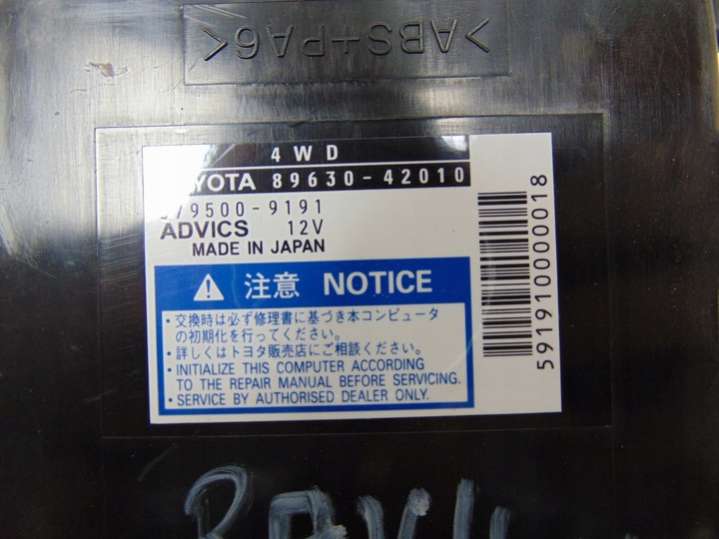 >ABS+PA6<
4WD
TOYOTA 89630-42010
079500-9191
ADVICS 12V
MADE IN JAPAN
注意 NOTICE
・交換時は必ず修理書に基づき本コンピュータ
の初期化を行ってください。
・詳しくはトヨタ販売店にご相談ください。
・INITIALIZE THIS COMPUTER ACCORDING
TO THE REPAIR MANUAL BEFORE SERVICING.
・SERVICE BY AUTHORISED DEALER ONLY.
591910000018
RAV4